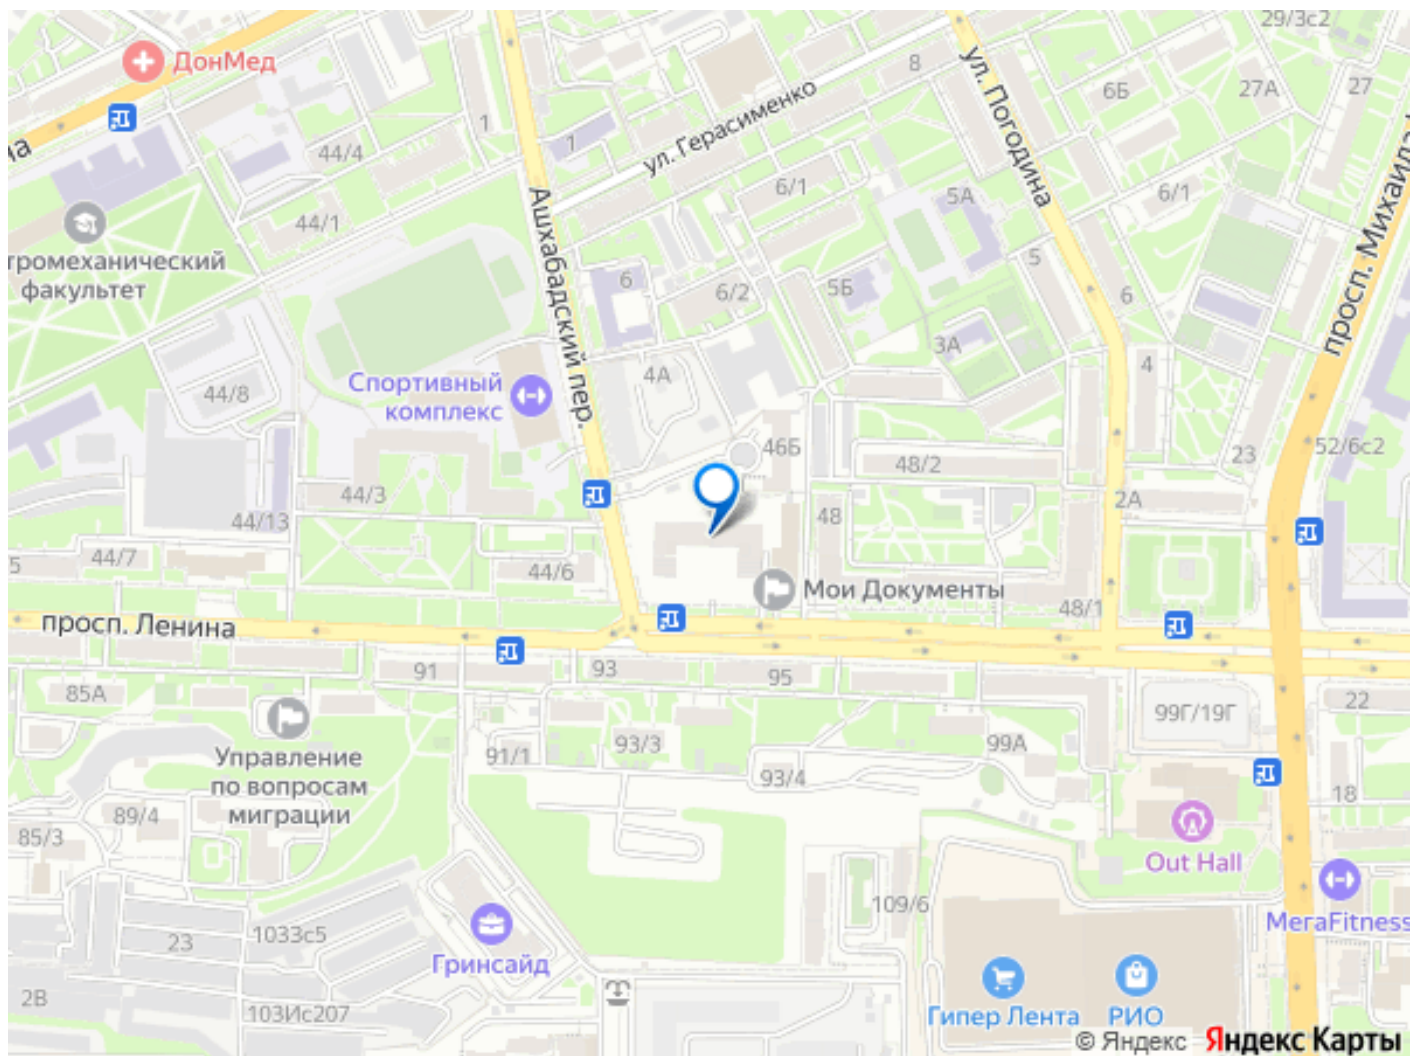 29/3с2
ДонМед
8
6Б
27А
27
ул. Погодина
1
1
ул. Герасименко
на
44/4
6/1
5А
6/1
44/1
Ашхабадский пер.
просп. Михаила
тромеханический
факультет
6
6/2
5Б
5
6
3А
4
4А
Спортивный
комплекс
44/8
46Б
23
52/6с2
48/2
44/3
2А
44/13
48
44/7
5
44/6
Мои Документы
48/1
просп. Ленина
91
93
95
85А
22
99Г/19Г
93/3
99А
91/1
Управление
по вопросам
миграции
93/4
18
89/4
85/3
Out Hall
109/6
МегаFitness
1033с5
23
Гринсайд
2В
103Ис207
Гипер Лента
РИО
© Яндекс Яндекс Карты